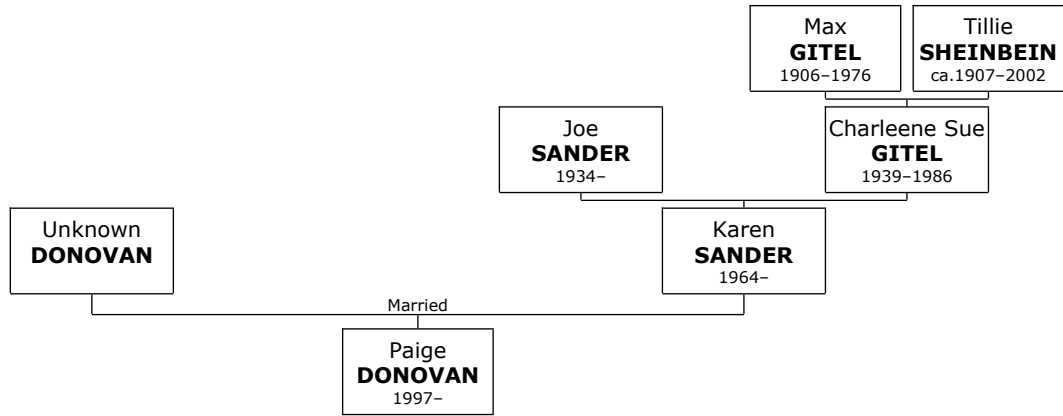 Max
GITEL
1906–1976
Tillie
SHEINBEIN
ca.1907–2002
Joe
SANDER
1934–
Charleene Sue
GITEL
1939–1986
Unknown
DONOVAN
Karen
SANDER
1964–
Married
Paige
DONOVAN
1997–